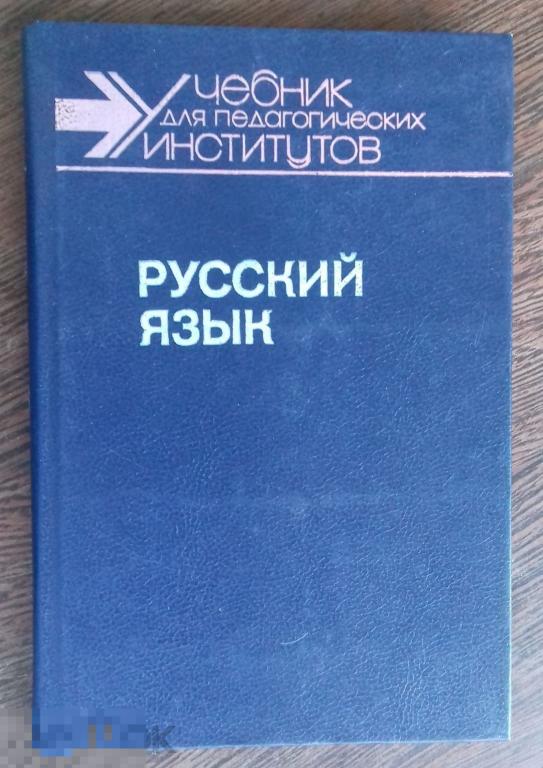 Учебник
для педагогических
институтов
РУССКИЙ
ЯЗЫК